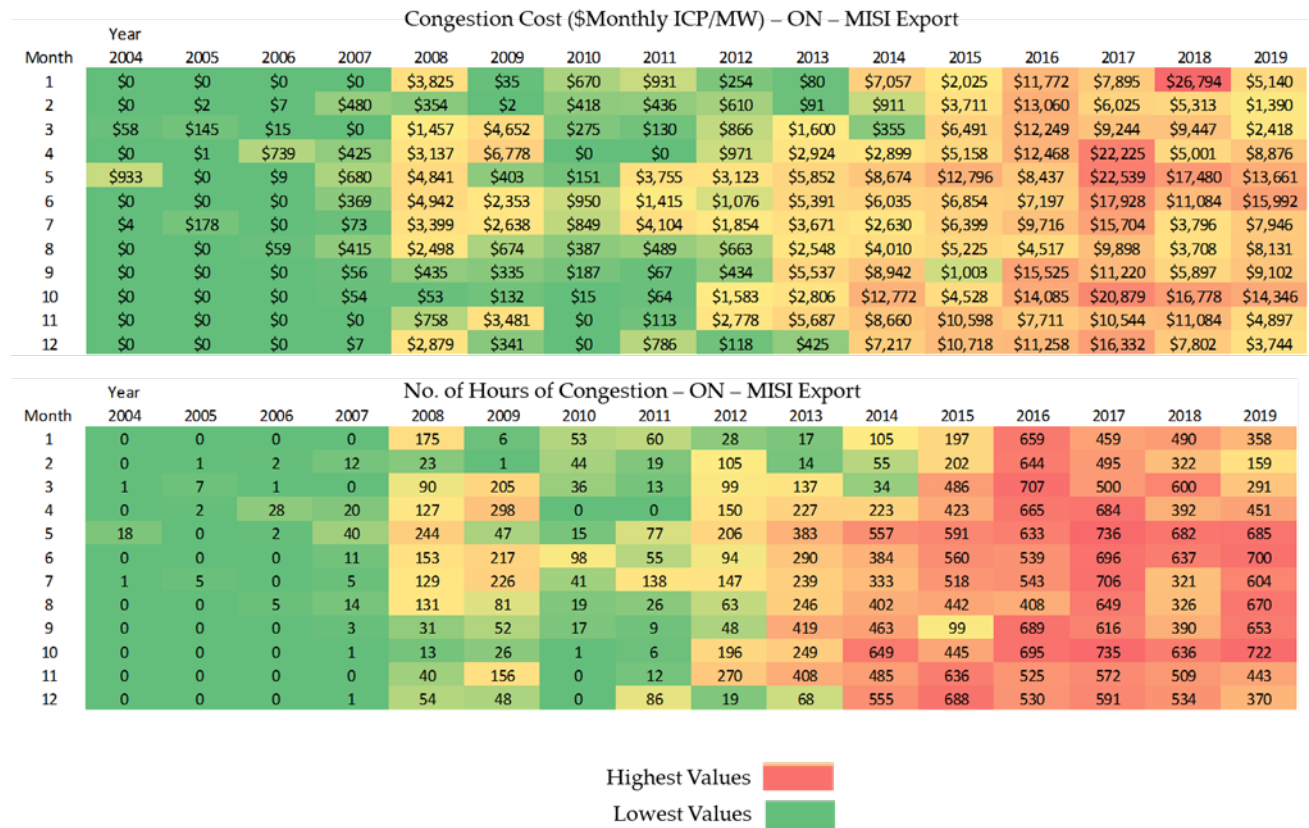 Congestion Cost ($Monthly ICP/MW) – ON – MISI Export
Year
Month 2004 2005 2006 2007 2008 2009 2010 2011 2012 2013 2014 2015 2016 2017 2018 2019
1 $0 $0 $0 $0 $3,825 $35 $670 $931 $254 $80 $7,057 $2,025 $11,772 $7,895 $26,794 $5,140
2 $0 $2 $7 $480 $354 $2 $418 $436 $610 $91 $911 $3,711 $13,060 $6,025 $5,313 $1,390
3 $58 $145 $15 $0 $1,457 $4,652 $275 $130 $866 $1,600 $355 $6,491 $12,249 $9,244 $9,447 $2,418
4 $0 $1 $739 $425 $3,137 $6,778 $0 $0 $971 $2,924 $2,899 $5,158 $12,468 $22,225 $5,001 $8,876
5 $933 $0 $9 $680 $4,841 $403 $151 $3,755 $3,123 $5,852 $8,674 $12,796 $8,437 $22,539 $17,480 $13,661
6 $0 $0 $0 $369 $4,942 $2,353 $950 $1,415 $1,076 $5,391 $6,035 $6,854 $7,197 $17,928 $11,084 $15,992
7 $4 $178 $0 $73 $3,399 $2,638 $849 $4,104 $1,854 $3,671 $2,630 $6,399 $9,716 $15,704 $3,796 $7,946
8 $0 $0 $59 $415 $2,498 $674 $387 $489 $663 $2,548 $4,010 $5,225 $4,517 $9,898 $3,708 $8,131
9 $0 $0 $0 $56 $435 $335 $187 $67 $434 $5,537 $8,942 $1,003 $15,525 $11,220 $5,897 $9,102
10 $0 $0 $0 $54 $53 $132 $15 $64 $1,583 $2,806 $12,772 $4,528 $14,085 $20,879 $16,778 $14,346
11 $0 $0 $0 $0 $758 $3,481 $0 $113 $2,778 $5,687 $8,660 $10,598 $7,711 $10,544 $11,084 $4,897
12 $0 $0 $0 $7 $2,879 $341 $0 $786 $118 $425 $7,217 $10,718 $11,258 $16,332 $7,802 $3,744
No. of Hours of Congestion – ON – MISI Export
Year
Month 2004 2005 2006 2007 2008 2009 2010 2011 2012 2013 2014 2015 2016 2017 2018 2019
1 0 0 0 0 175 6 53 60 28 17 105 197 659 459 490 358
2 0 1 2 12 23 1 44 19 105 14 55 202 644 495 322 159
3 1 7 1 0 90 205 36 13 99 137 34 486 707 500 600 291
4 0 2 28 20 127 298 0 0 150 227 223 423 665 684 392 451
5 18 0 2 40 244 47 15 77 206 383 557 591 633 736 682 685
6 0 0 0 11 153 217 98 55 94 290 384 560 539 696 637 700
7 1 5 0 5 129 226 41 138 147 239 333 518 543 706 321 604
8 0 0 5 14 131 81 19 26 63 246 402 442 408 649 326 670
9 0 0 0 3 31 52 17 9 48 419 463 99 689 616 390 653
10 0 0 0 1 13 26 1 6 196 249 649 445 695 735 636 722
11 0 0 0 0 40 156 0 12 270 408 485 636 525 572 509 443
12 0 0 0 1 54 48 0 86 19 68 555 688 530 591 534 370
Highest Values
Lowest Values